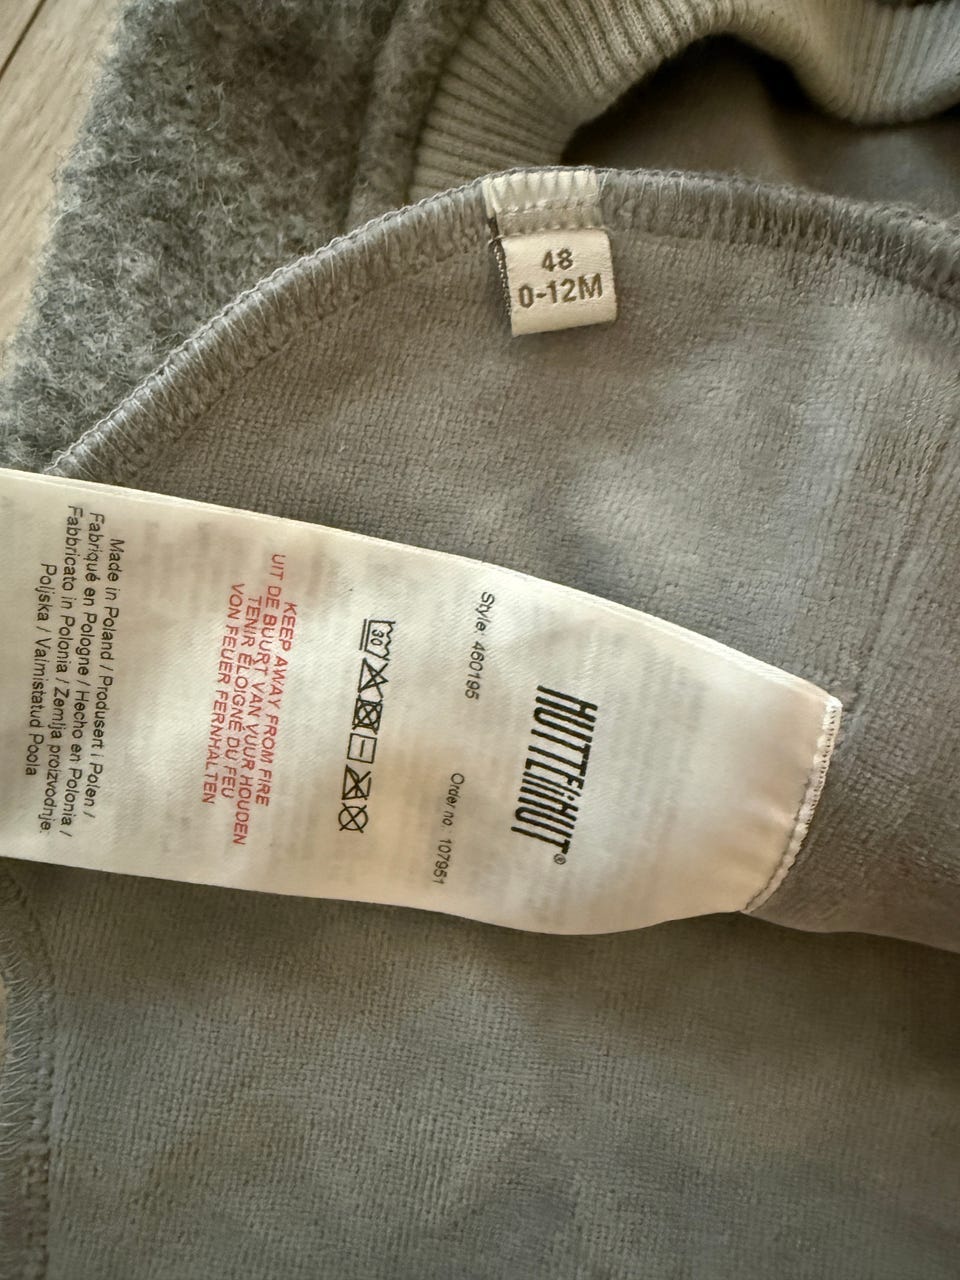 48
0-12M
HÜTTEliHUT®
Style: 460195
Order no.: 107951
30
KEEP AWAY FROM FIRE
UIT DE BUURT VAN VUUR HOUDEN
TENIR ÉLOIGNÉ DU FEU
VON FEUER FERNHALTEN
Made in Poland / Produsert i Polen /
Fabriqué en Pologne / Hecho en Polonia /
Fabbricato in Polonia / Zemlja proizvodnje:
Poljska / Valmistatud Poola